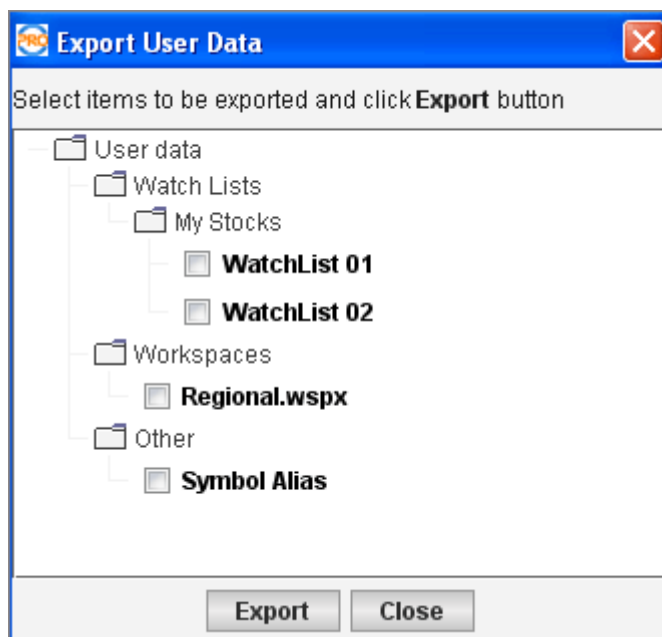 PRO Export User Data
Select items to be exported and click Export button
User data
Watch Lists
My Stocks
WatchList 01
WatchList 02
Workspaces
Regional.wspx
Other
Symbol Alias
Export Close